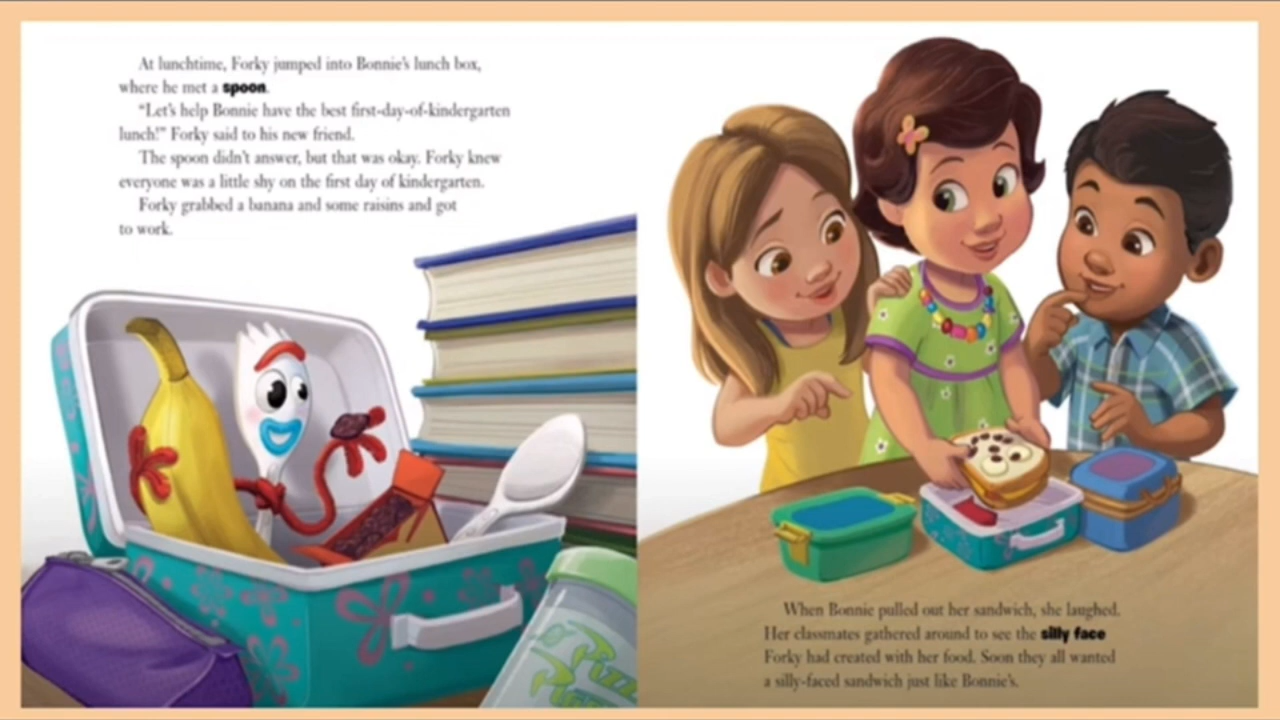 At lunchtime, Forky jumped into Bonnie's lunch box,
where he met a spoon.
"Let's help Bonnie have the best first-day-of-kindergarten
lunch!" Forky said to his new friend.
The spoon didn't answer, but that was okay. Forky knew
everyone was a little shy on the first day of kindergarten.
Forky grabbed a banana and some raisins and got
to work.
When Bonnie pulled out her sandwich, she laughed.
Her classmates gathered around to see the silly face
Forky had created with her food. Soon they all wanted
a silly-faced sandwich just like Bonnie's.